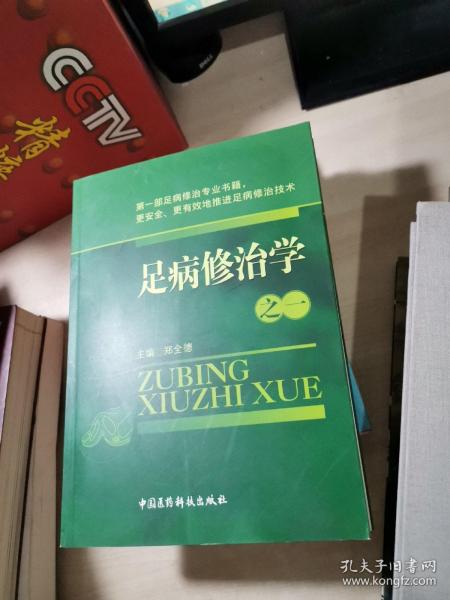 CCTV
精
第一部足病修治专业书籍，
更安全、更有效地推进足病修治技术
足病修治学
之一
主编 郑全德
ZUBING
XIUZHI XUE
中国医药科技出版社
孔夫子旧书网
www.kongfz.com